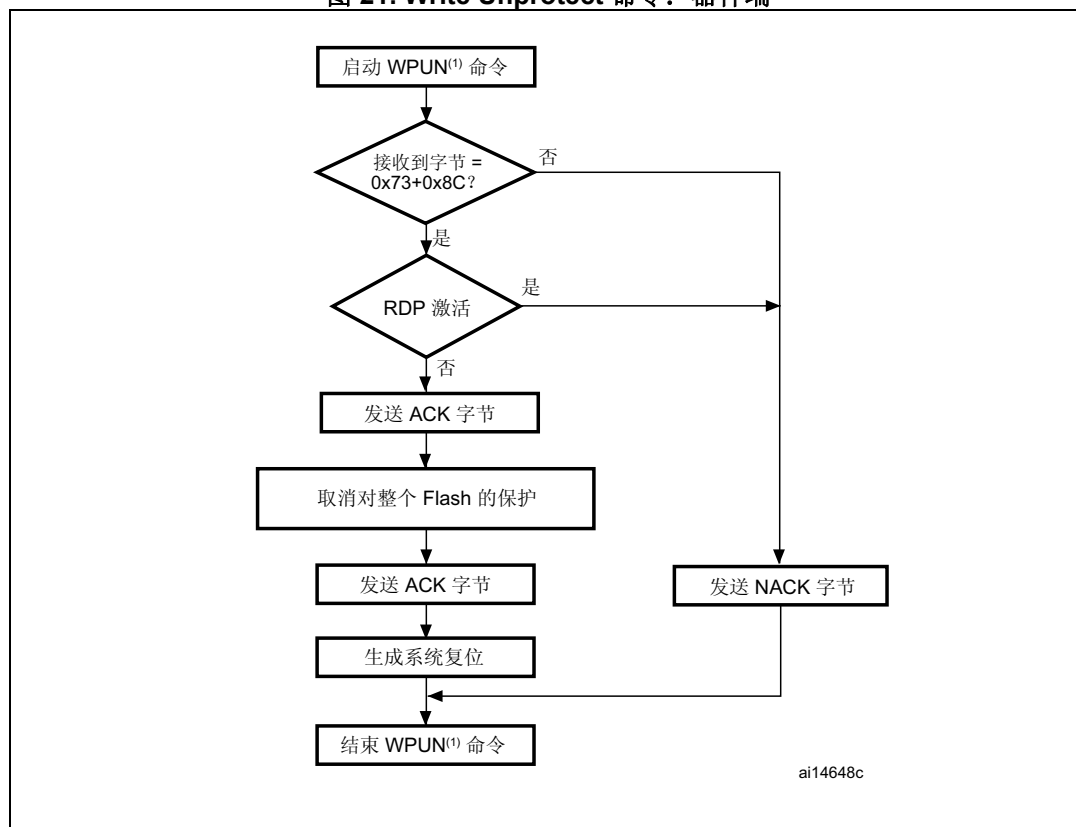 图 21. Write Unprotect 命令：器件端
启动 WPUN(1) 命令
接收到字节 =
0x73+0x8C？
否
是
RDP 激活
是
否
发送 ACK 字节
取消对整个 Flash 的保护
发送 ACK 字节
发送 NACK 字节
生成系统复位
结束 WPUN(1) 命令
ai14648c